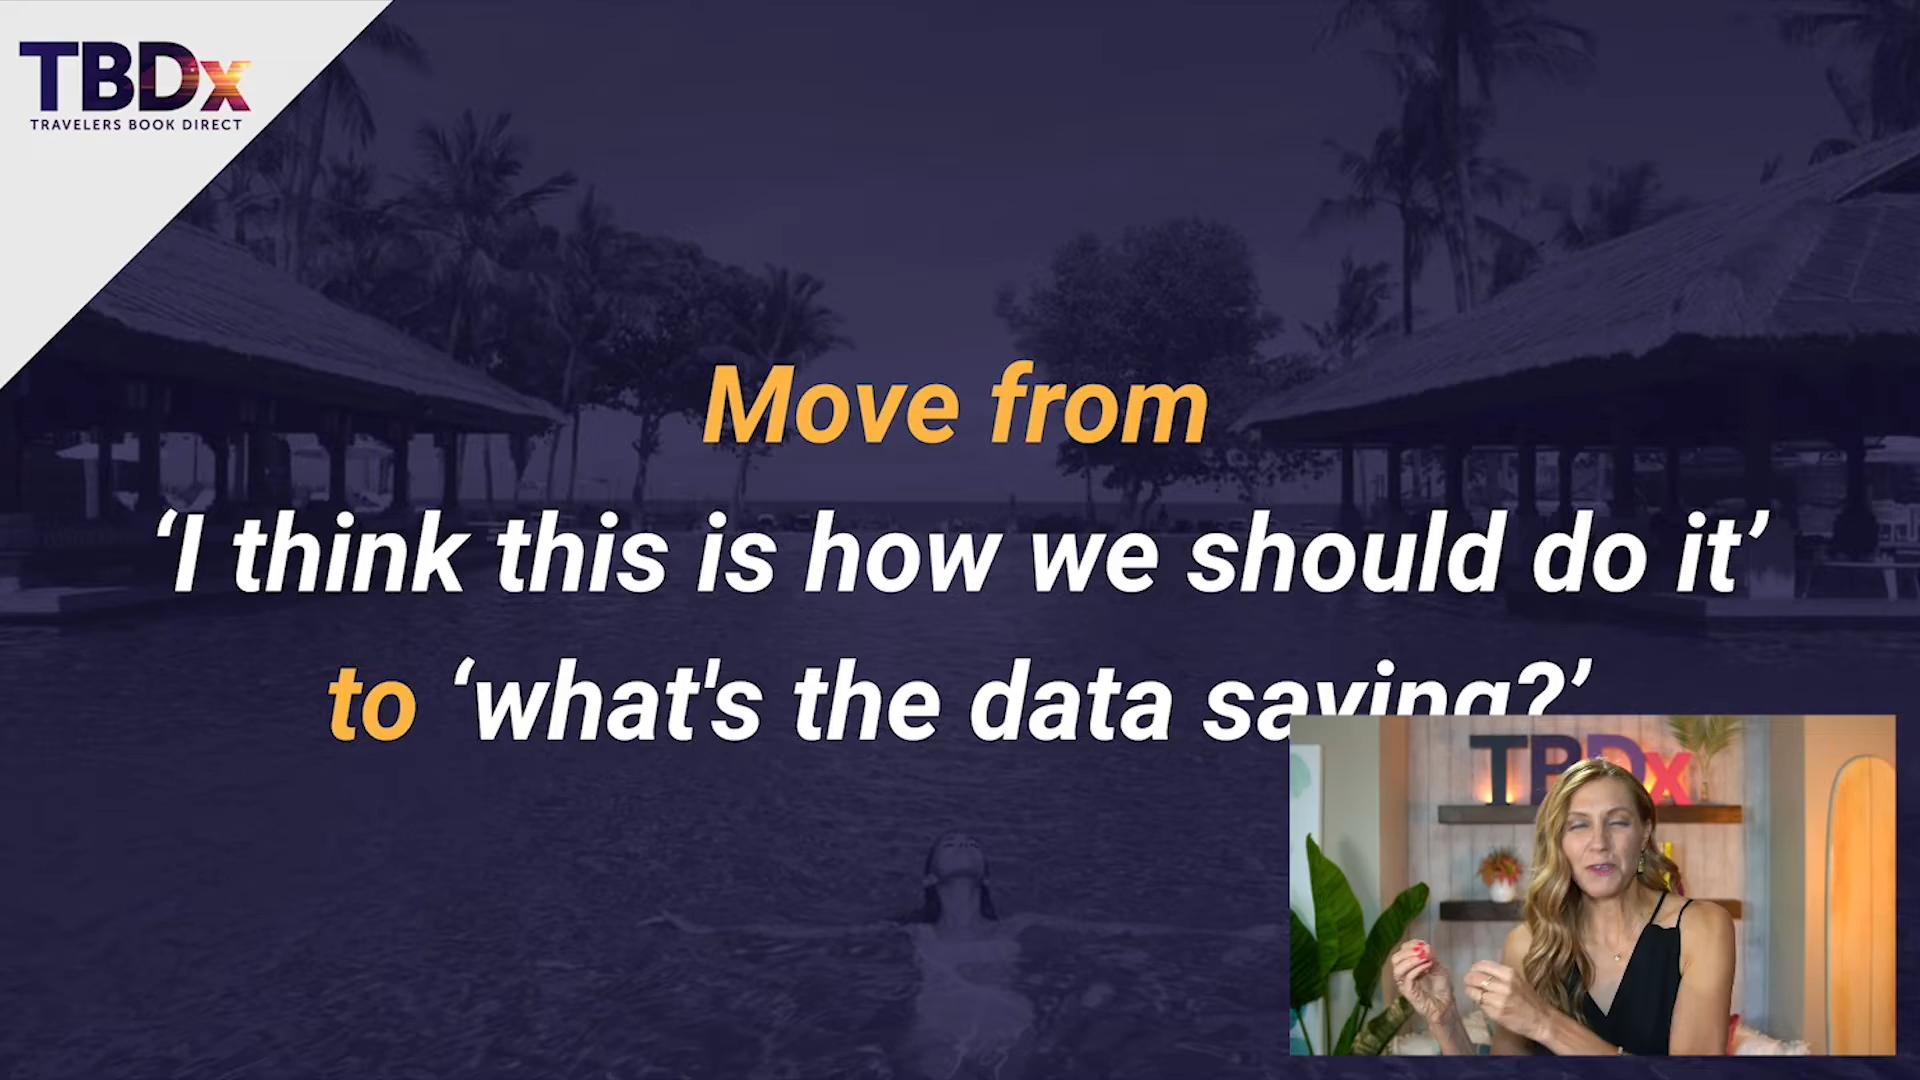 TBDx
TRAVELERS BOOK DIRECT
Move from
‘I think this is how we should do it’
to ‘what's the data saying?’
TBDx